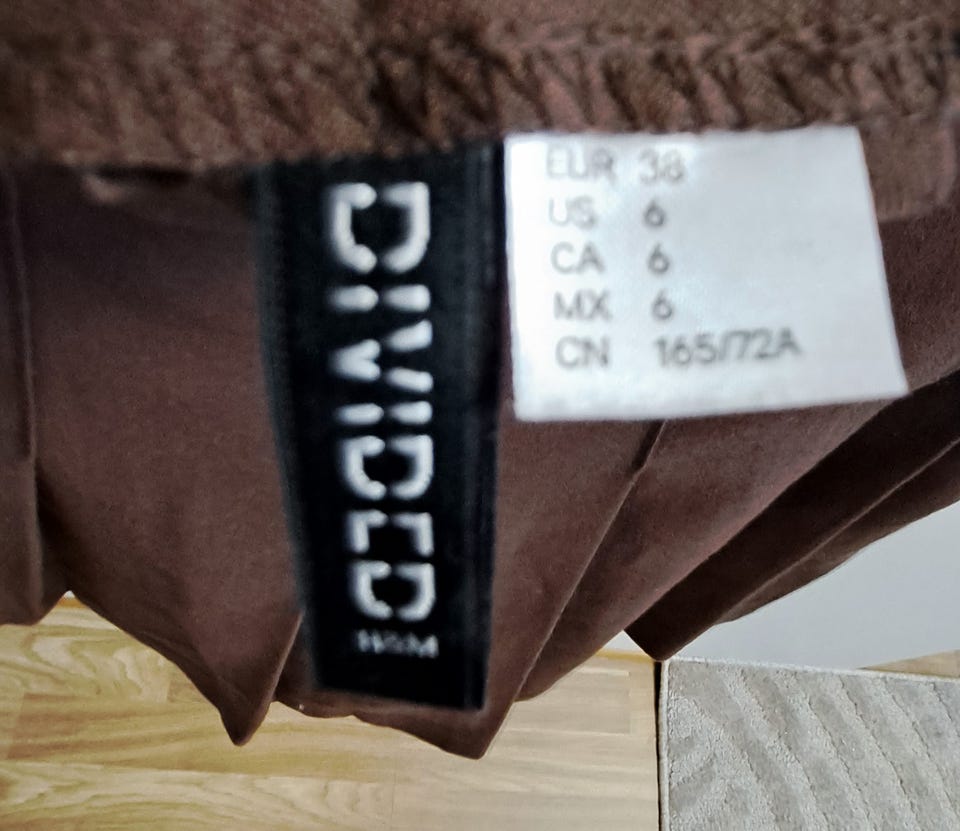 DIVIDED
H&M
EUR 38
US 6
CA 6
MX 6
CN 165/72A